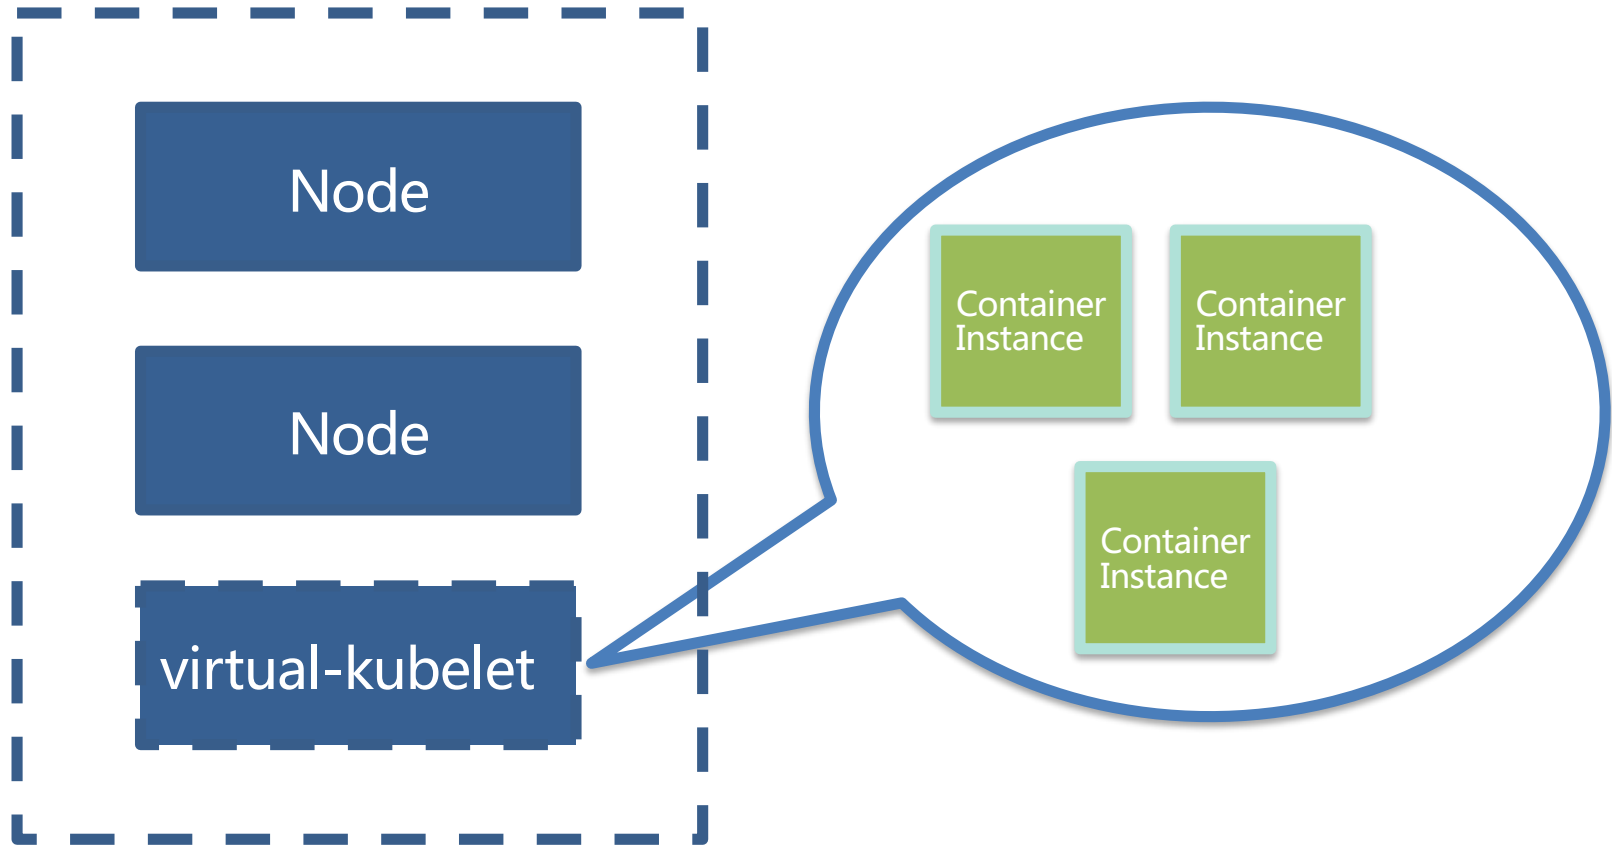 Node
Node
virtual-kubelet
Container
Instance
Container
Instance
Container
Instance